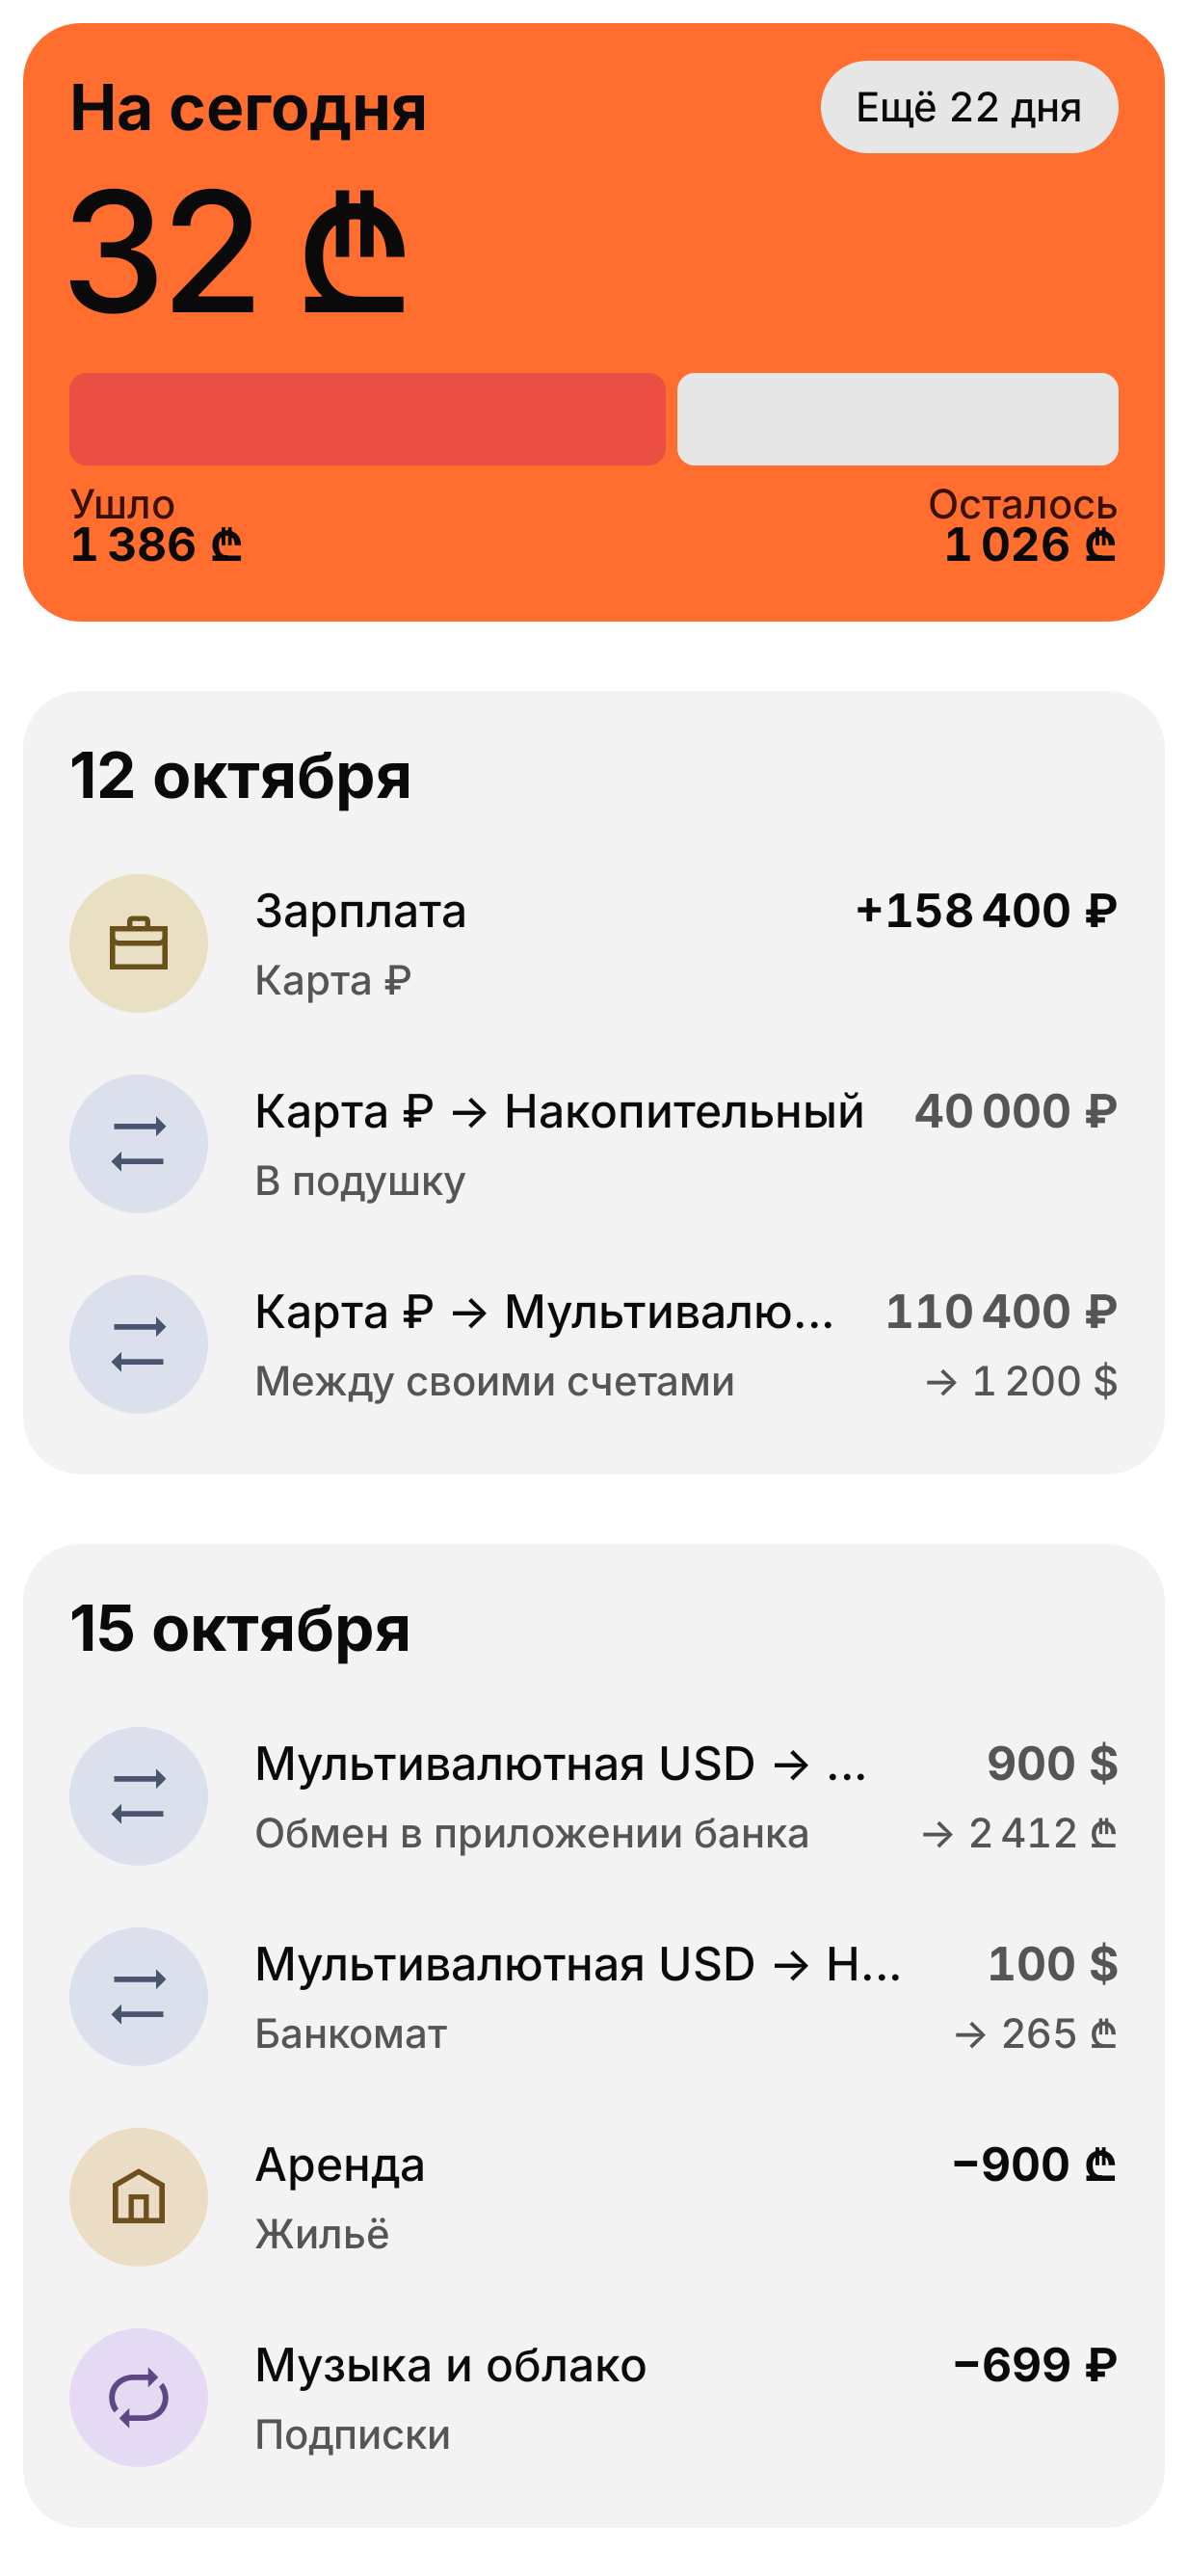 На сегодня
Ещё 22 дня
32 ₾
Ушло
Осталось
1 386 ₾
1 026 ₾
12 октября
Зарплата
+158 400 ₽
Карта ₽
Карта ₽ → Накопительный
40 000 ₽
В подушку
Карта ₽ → Мультивалю...
110 400 ₽
Между своими счетами
→ 1 200 $
15 октября
Мультивалютная USD → ...
900 $
Обмен в приложении банка
→ 2 412 ₾
Мультивалютная USD → Н...
100 $
Банкомат
→ 265 ₾
Аренда
−900 ₾
Жильё
Музыка и облако
−699 ₽
Подписки